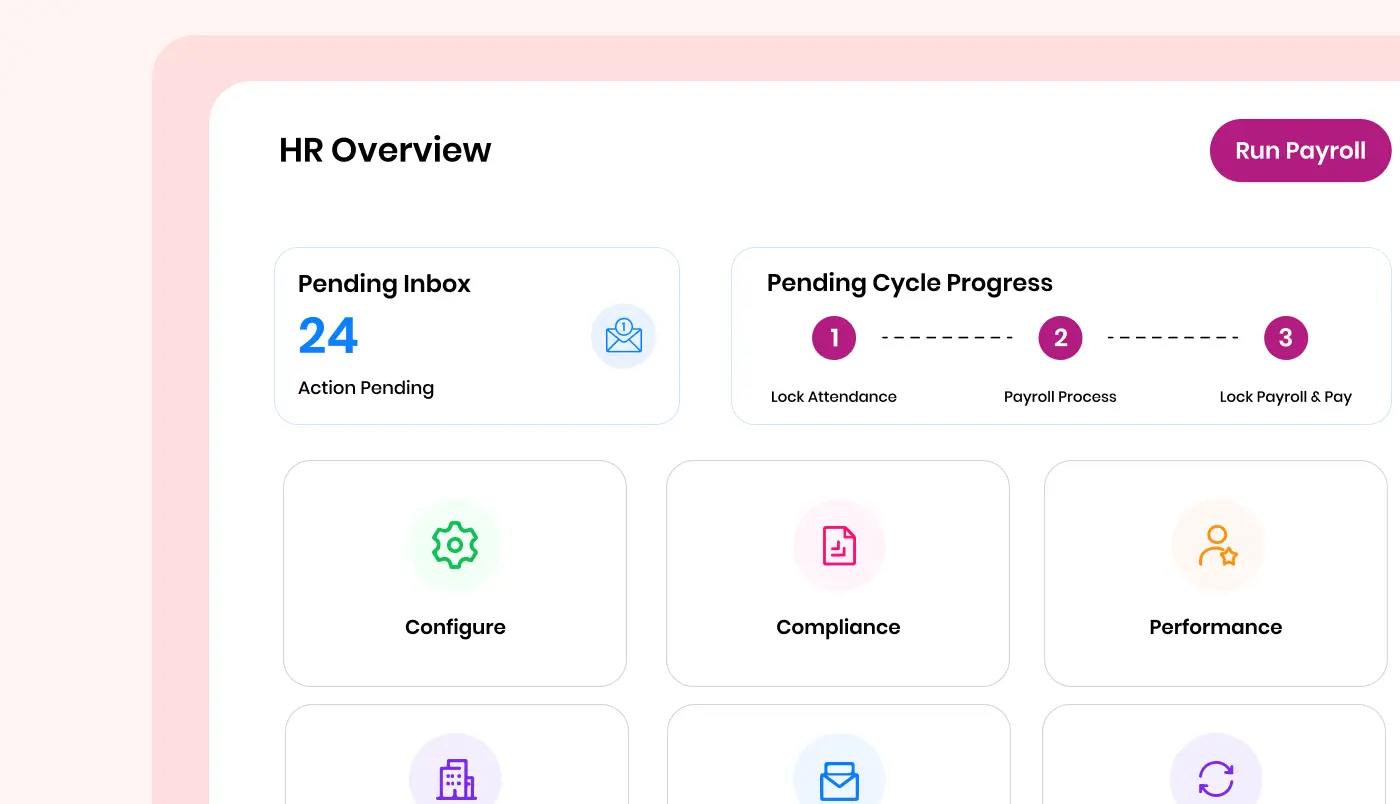 HR Overview
Run Payroll
Pending Inbox
24
1
Action Pending
Pending Cycle Progress
1
2
3
Lock Attendance
Payroll Process
Lock Payroll & Pay
Configure
Compliance
Performance